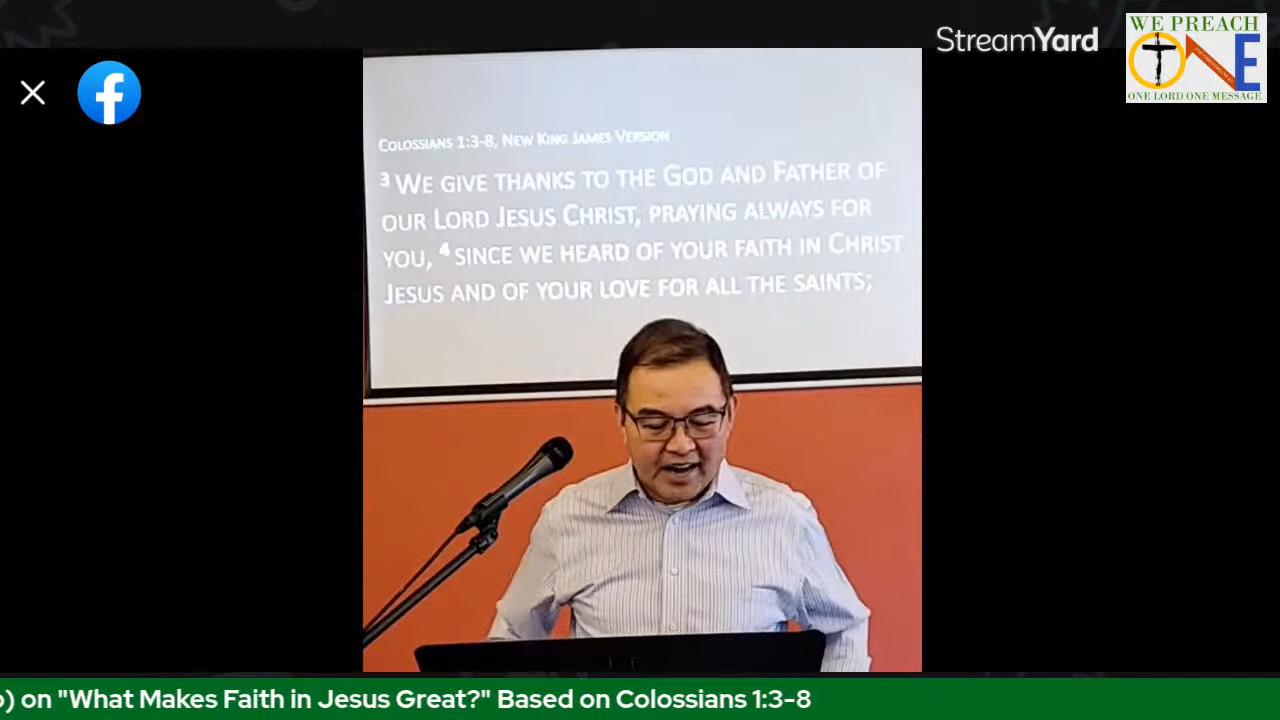 StreamYard
WE PREACH
ONE
ONE LORD ONE MESSAGE
COLOSSIANS 1:3-8, NEW KING JAMES VERSION
3 WE GIVE THANKS TO THE GOD AND FATHER OF
OUR LORD JESUS CHRIST, PRAYING ALWAYS FOR
YOU, 4 SINCE WE HEARD OF YOUR FAITH IN CHRIST
JESUS AND OF YOUR LOVE FOR ALL THE SAINTS;
) on "What Makes Faith in Jesus Great?" Based on Colossians 1:3-8